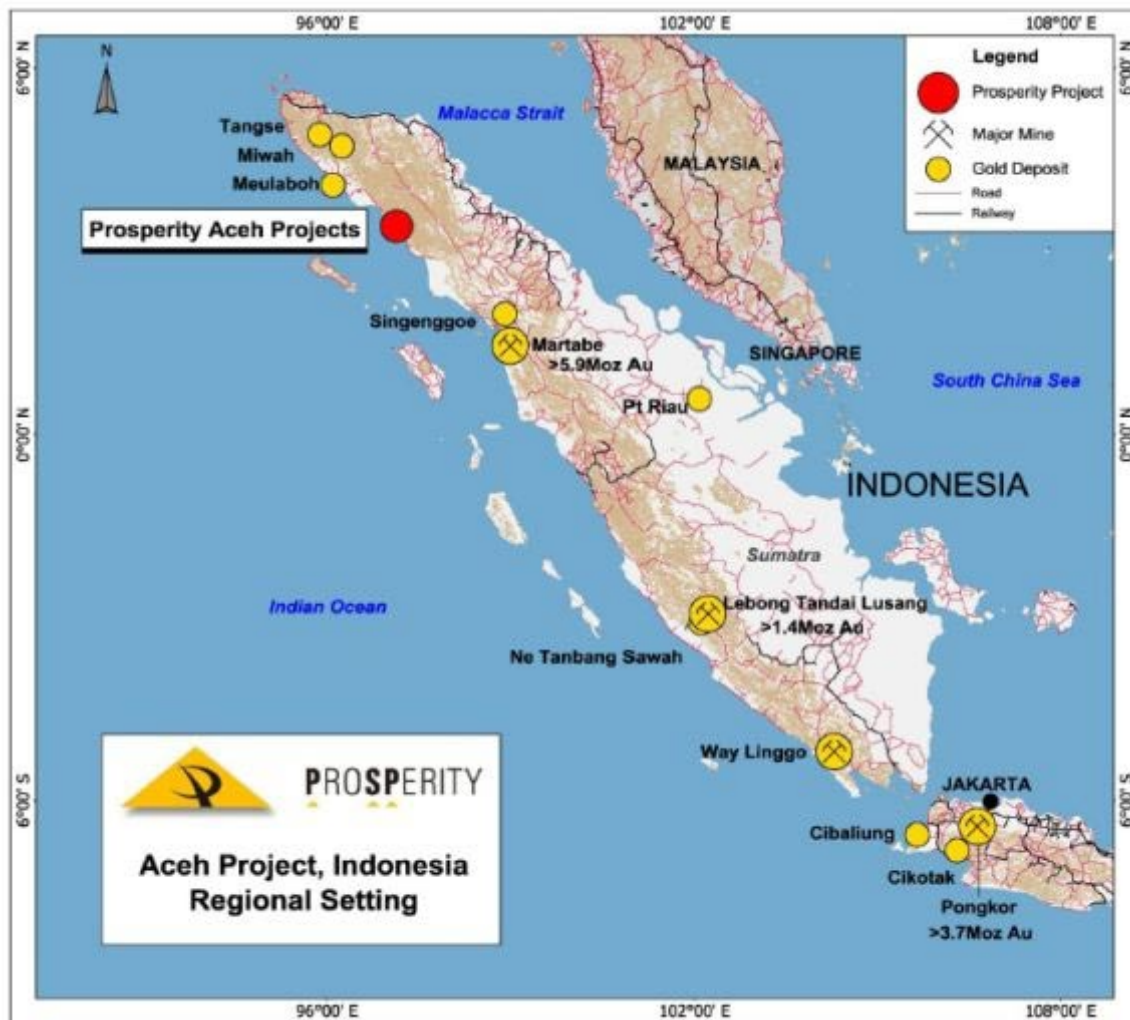 96°00' E
102°00' E
108°00' E
6°00' N
6°00' N
N
Legend
Prosperity Project
Major Mine
Gold Deposit
Road
Railway
Malacca Strait
Tangse
Miwah
Meulaboh
MALAYSIA
Prosperity Aceh Projects
Singenggoe
Martabe
>5.9Moz Au
SINGAPORE
South China Sea
Pt Riau
0°00' N
0°00' N
INDONESIA
Sumatra
Indian Ocean
Lebong Tandai Lusang
>1.4Moz Au
Ne Tanbang Sawah
Way Linggo
PROSPERITY
Aceh Project, Indonesia
Regional Setting
JAKARTA
6°00' S
6°00' S
Cibaliung
Cikotak
Pongkor
>3.7Moz Au
96°00' E
102°00' E
108°00' E